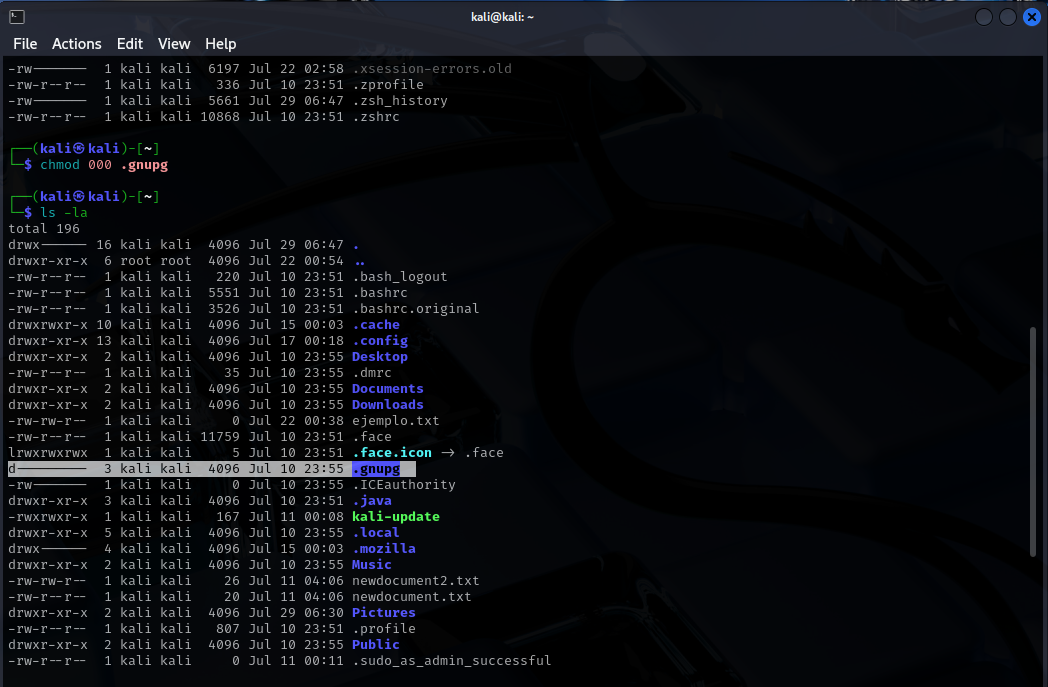 kali@kali: ~
File Actions Edit View Help
-rw------- 1 kali kali 6197 Jul 22 02:58 .xsession-errors.old
-rw-r--r-- 1 kali kali 336 Jul 10 23:51 .zprofile
-rw------- 1 kali kali 5661 Jul 29 06:47 .zsh_history
-rw-r--r-- 1 kali kali 10868 Jul 10 23:51 .zshrc
┌──(kali㉿kali)-[~]
└─$ chmod 000 .gnupg
┌──(kali㉿kali)-[~]
└─$ ls -la
total 196
drwx------ 16 kali kali 4096 Jul 29 06:47 .
drwxr-xr-x 6 root root 4096 Jul 22 00:54 ..
-rw-r--r-- 1 kali kali 220 Jul 10 23:51 .bash_logout
-rw-r--r-- 1 kali kali 5551 Jul 10 23:51 .bashrc
-rw-r--r-- 1 kali kali 3526 Jul 10 23:51 .bashrc.original
drwxrwxr-x 10 kali kali 4096 Jul 15 00:03 .cache
drwxr-xr-x 13 kali kali 4096 Jul 17 00:18 .config
drwxr-xr-x 2 kali kali 4096 Jul 10 23:55 Desktop
-rw-r--r-- 1 kali kali 35 Jul 10 23:55 .dmrc
drwxr-xr-x 2 kali kali 4096 Jul 10 23:55 Documents
drwxr-xr-x 2 kali kali 4096 Jul 10 23:55 Downloads
-rw-rw-r-- 1 kali kali 0 Jul 22 00:38 ejemplo.txt
-rw-r--r-- 1 kali kali 11759 Jul 10 23:51 .face
lrwxrwxrwx 1 kali kali 5 Jul 10 23:51 .face.icon -> .face
d--------- 3 kali kali 4096 Jul 10 23:55 .gnupg
-rw------- 1 kali kali 0 Jul 10 23:55 .ICEauthority
drwxr-xr-x 3 kali kali 4096 Jul 10 23:51 .java
-rwxrwxr-x 1 kali kali 167 Jul 11 00:08 kali-update
drwxr-xr-x 5 kali kali 4096 Jul 10 23:55 .local
drwx------ 4 kali kali 4096 Jul 15 00:03 .mozilla
drwxr-xr-x 2 kali kali 4096 Jul 10 23:55 Music
-rw-rw-r-- 1 kali kali 26 Jul 11 04:06 newdocument2.txt
-rw-rw-r-- 1 kali kali 20 Jul 11 04:06 newdocument.txt
drwxr-xr-x 2 kali kali 4096 Jul 29 06:30 Pictures
-rw-r--r-- 1 kali kali 807 Jul 10 23:51 .profile
drwxr-xr-x 2 kali kali 4096 Jul 10 23:55 Public
-rw-r--r-- 1 kali kali 0 Jul 11 00:11 .sudo_as_admin_successful